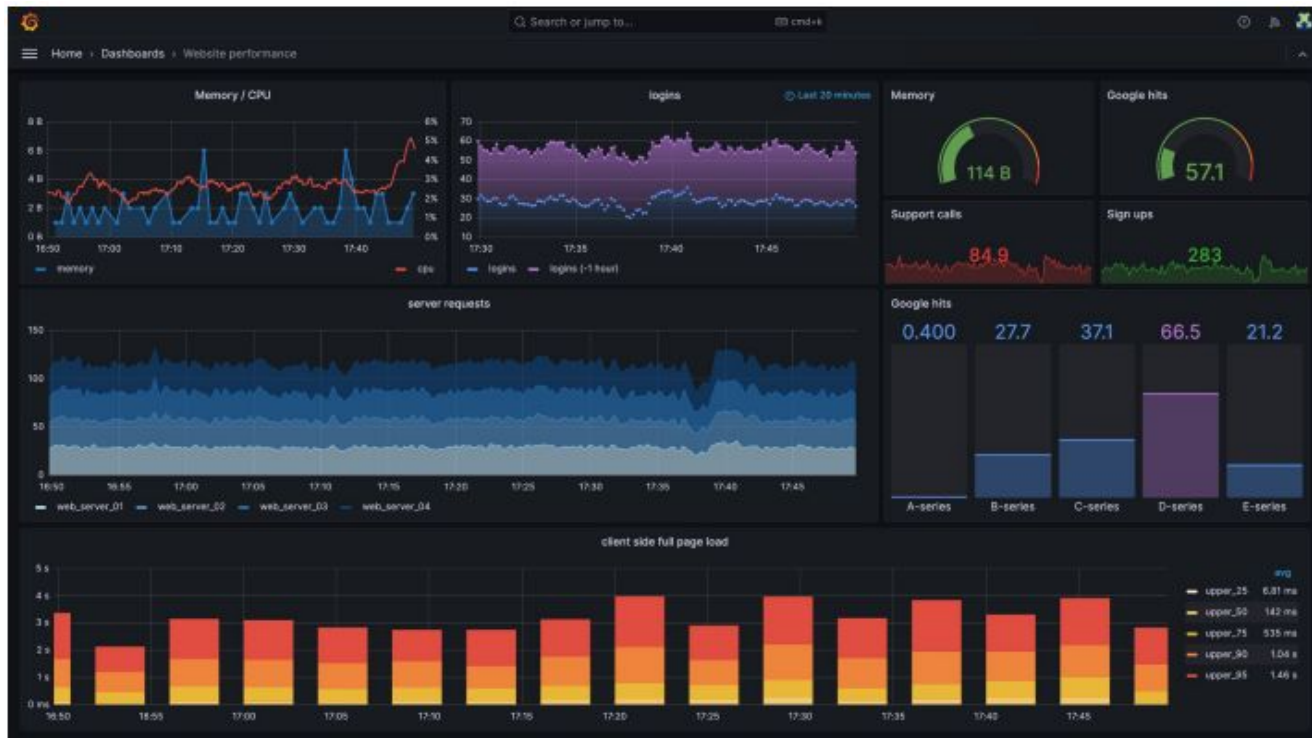 Search or jump to...
cmd+k
Home › Dashboards › Website performance
Memory / CPU
8 B
6 B
4 B
2 B
0 B
6%
5%
4%
3%
2%
1%
0%
16:50 17:00 17:10 17:20 17:30 17:40
memory
cpu
logins
Last 20 minutes
70
60
50
40
30
20
10
17:30 17:35 17:40 17:45
logins logins (-1 hour)
Memory
114 B
Google hits
57.1
Support calls
84.9
Sign ups
283
server requests
150
100
50
0
16:50 16:55 17:00 17:05 17:10 17:15 17:20 17:25 17:30 17:35 17:40 17:45
web_server_01 web_server_02 web_server_03 web_server_04
Google hits
0.400 27.7 37.1 66.5 21.2
A-series B-series C-series D-series E-series
client side full page load
5 s
4 s
3 s
2 s
1 s
0 ms
16:50 16:55 17:00 17:05 17:10 17:15 17:20 17:25 17:30 17:35 17:40 17:45
avg
upper_25 6.81 ms
upper_50 142 ms
upper_75 535 ms
upper_90 1.04 s
upper_95 1.46 s